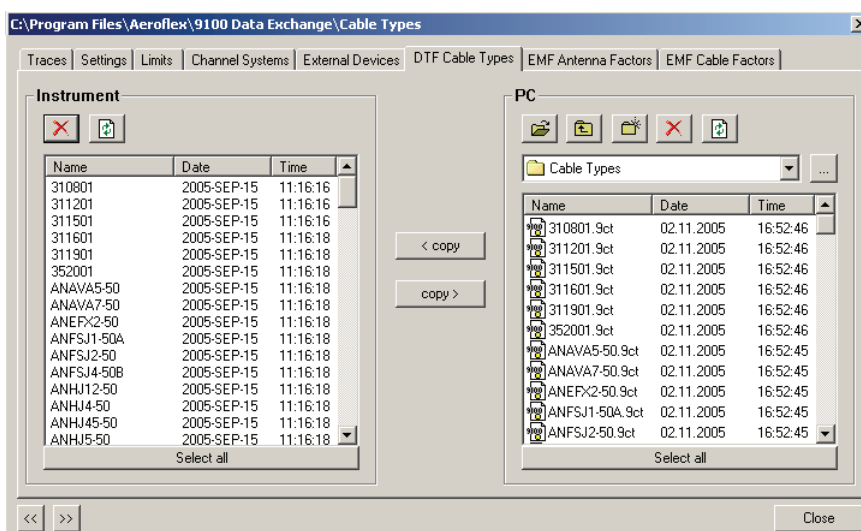 C:\Program Files\Aeroflex\9100 Data Exchange\Cable Types
Traces Settings Limits Channel Systems External Devices DTF Cable Types EMF Antenna Factors EMF Cable Factors
Instrument
Name Date Time
310801 2005-SEP-15 11:16:16
311201 2005-SEP-15 11:16:16
311501 2005-SEP-15 11:16:16
311601 2005-SEP-15 11:16:18
311901 2005-SEP-15 11:16:18
352001 2005-SEP-15 11:16:18
ANAVA5-50 2005-SEP-15 11:16:18
ANAVA7-50 2005-SEP-15 11:16:18
ANEFX2-50 2005-SEP-15 11:16:18
ANFSJ1-50A 2005-SEP-15 11:16:18
ANFSJ2-50 2005-SEP-15 11:16:18
ANFSJ4-50B 2005-SEP-15 11:16:18
ANHJ12-50 2005-SEP-15 11:16:18
ANHJ4-50 2005-SEP-15 11:16:18
ANHJ45-50 2005-SEP-15 11:16:18
ANHJ5-50 2005-SEP-15 11:16:18
Select all
< copy
copy >
PC
Cable Types
...
Name Date Time
310801.9ct 02.11.2005 16:52:46
311201.9ct 02.11.2005 16:52:46
311501.9ct 02.11.2005 16:52:46
311601.9ct 02.11.2005 16:52:46
311901.9ct 02.11.2005 16:52:46
352001.9ct 02.11.2005 16:52:46
ANAVA5-50.9ct 02.11.2005 16:52:45
ANAVA7-50.9ct 02.11.2005 16:52:45
ANEFX2-50.9ct 02.11.2005 16:52:45
ANFSJ1-50A.9ct 02.11.2005 16:52:45
ANFSJ2-50.9ct 02.11.2005 16:52:45
Select all
<< >>
Close